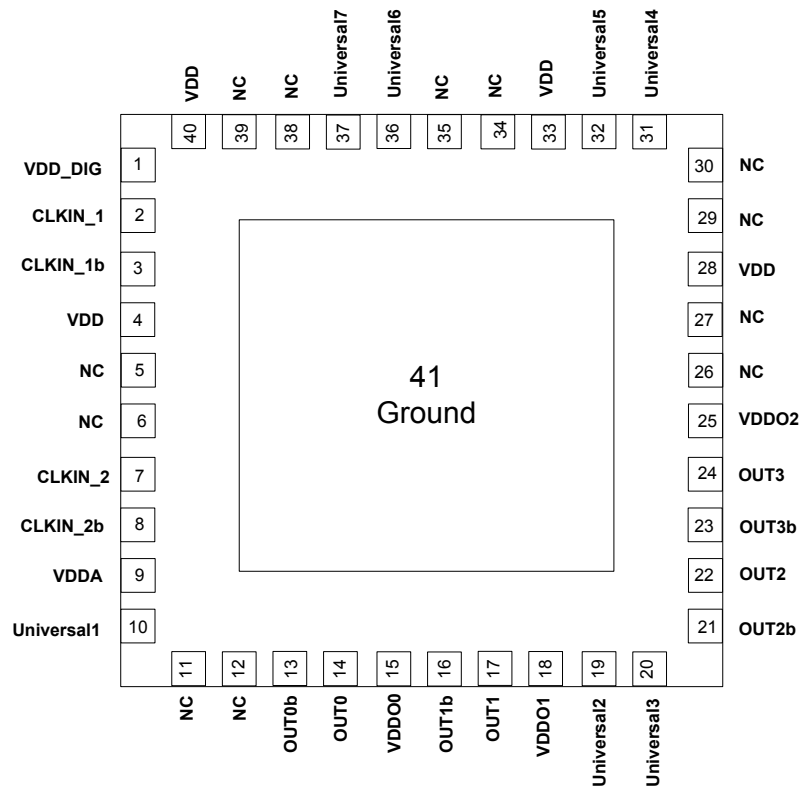 VDD
NC
NC
Universal7
Universal6
NC
NC
VDD
Universal5
Universal4
40
39
38
37
36
35
34
33
32
31
VDD_DIG 1
CLKIN_1 2
CLKIN_1b 3
VDD 4
NC 5
NC 6
CLKIN_2 7
CLKIN_2b 8
VDDA 9
Universal1 10
41
Ground
30 NC
29 NC
28 VDD
27 NC
26 NC
25 VDDO2
24 OUT3
23 OUT3b
22 OUT2
21 OUT2b
11
12
13
14
15
16
17
18
19
20
NC
NC
OUT0b
OUT0
VDDO0
OUT1b
OUT1
VDDO1
Universal2
Universal3